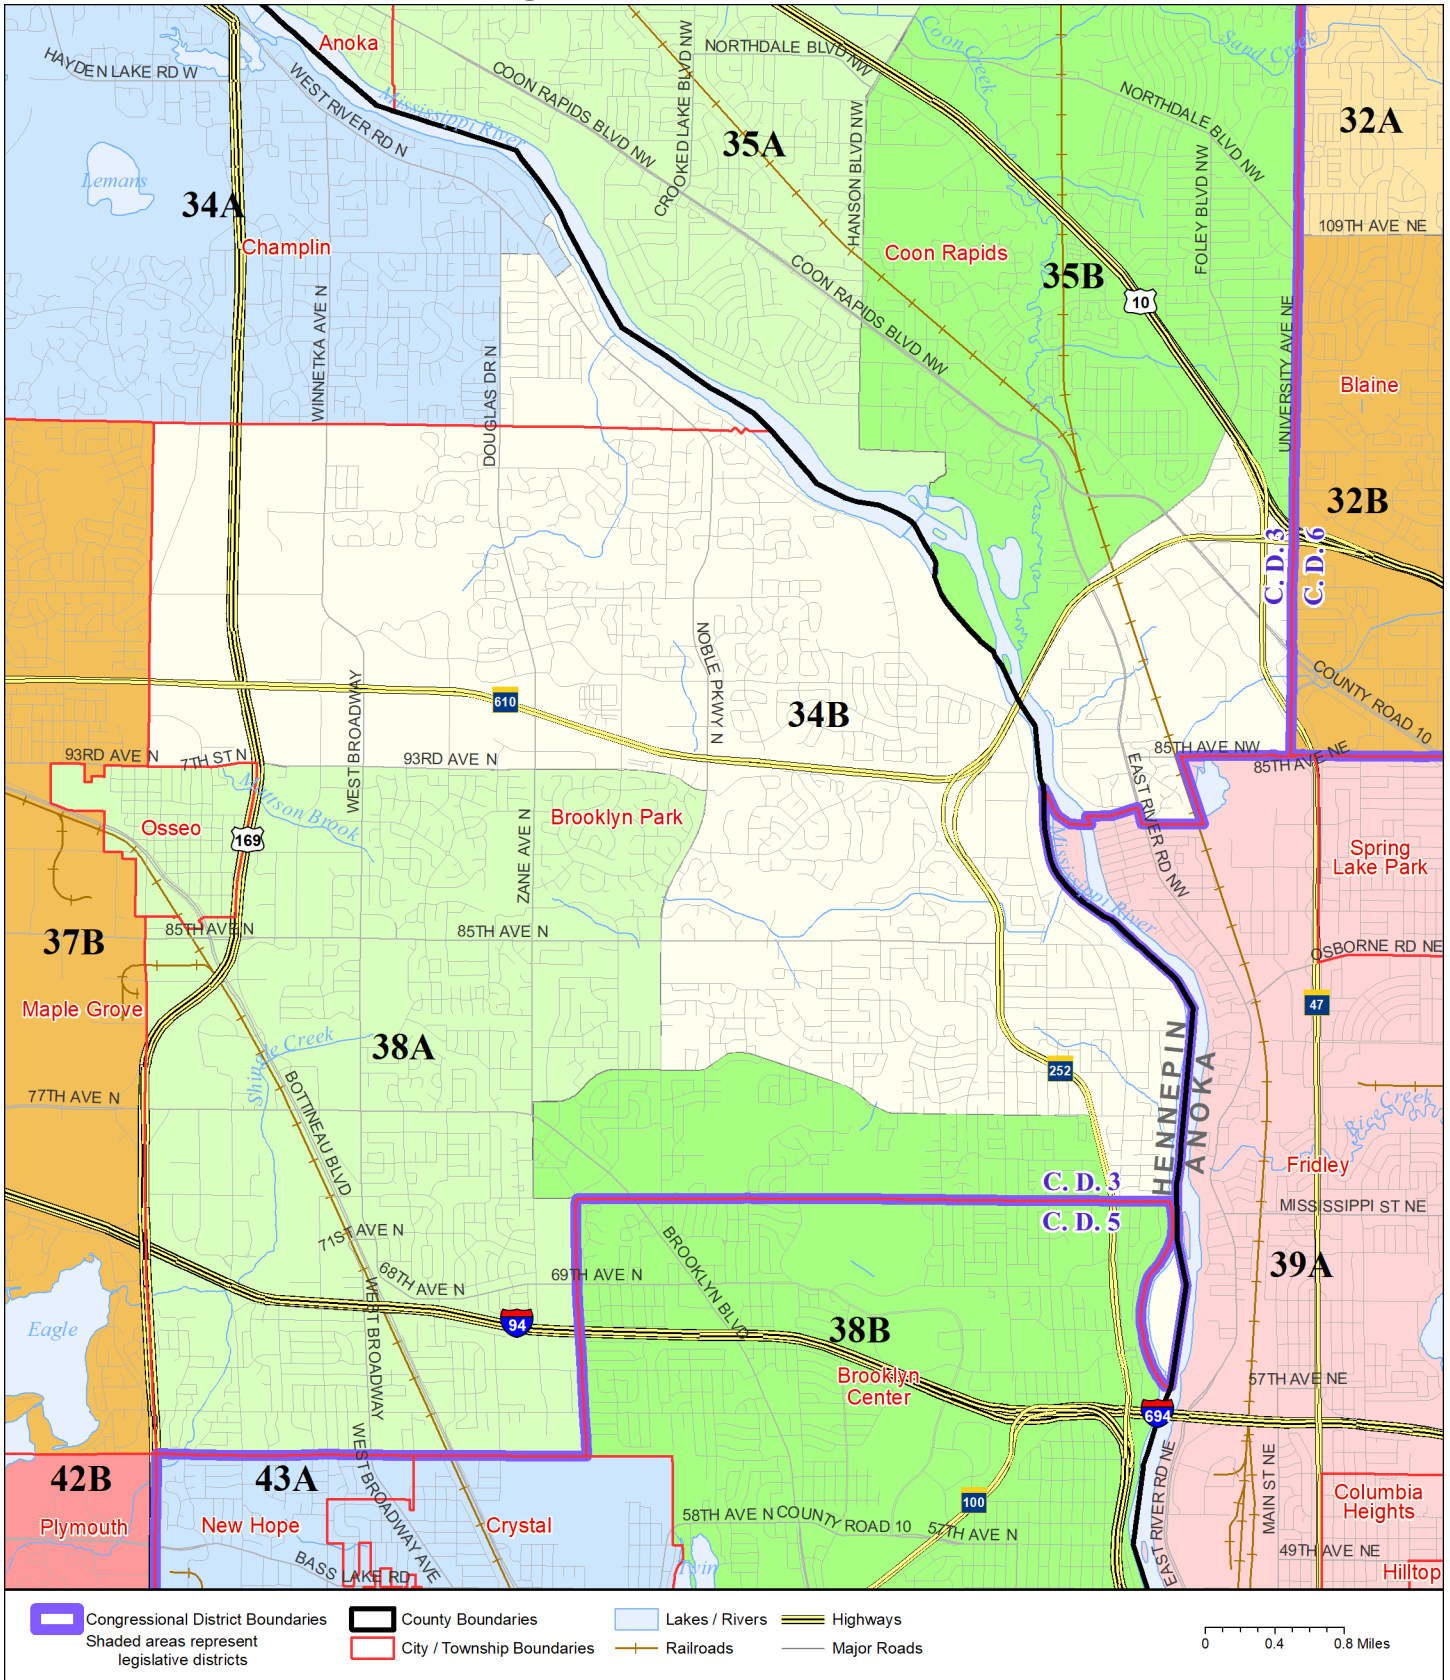 Anoka
HAYDEN LAKE RD W
WEST RIVER RD N
Mississippi River
COON RAPIDS BLVD NW
CROOKED LAKE BLVD NW
NORTHDALE BLVD NW
Coon Creek
Sand Creek
NORTHDALE BLVD NW
32A
35A
HANSON BLVD NW
FOLEY BLVD NW
Lemans
34A
Champlin
109TH AVE NE
Coon Rapids
35B
10
COON RAPIDS BLVD NW
UNIVERSITY AVE NE
WINNETKA AVE N
DOUGLAS DR N
Blaine
32B
C. D. 3
C. D. 6
NOBLE PKWY N
WEST BROADWAY
610
34B
COUNTY ROAD 10
93RD AVE N
7TH ST N
93RD AVE N
85TH AVE NW
85TH AVE NE
EAST RIVER RD NW
Mattson Brook
Osseo
169
ZANE AVE N
Brooklyn Park
Mississippi River
Spring
Lake Park
37B
85TH AVE N
85TH AVE N
OSBORNE RD NE
Maple Grove
47
38A
Shingle Creek
252
HENNEPIN
ANOKA
77TH AVE N
BOTTINEAU BLVD
Rice Creek
Fridley
C. D. 3
C. D. 5
MISSISSIPPI ST NE
71ST AVE N
68TH AVE N
69TH AVE N
BROOKLYN BLVD
39A
WEST BROADWAY
94
Eagle
38B
Brooklyn
Center
57TH AVE NE
694
WEST BROADWAY AVE
42B
43A
Plymouth
New Hope
Crystal
100
58TH AVE N
COUNTY ROAD 10
57TH AVE N
EAST RIVER RD NE
MAIN ST NE
Columbia
Heights
49TH AVE NE
BASS LAKE RD
Twin
Hilltop
Congressional District Boundaries
Shaded areas represent
legislative districts
County Boundaries
City / Township Boundaries
Lakes / Rivers
Railroads
Highways
Major Roads
0 0.4 0.8 Miles